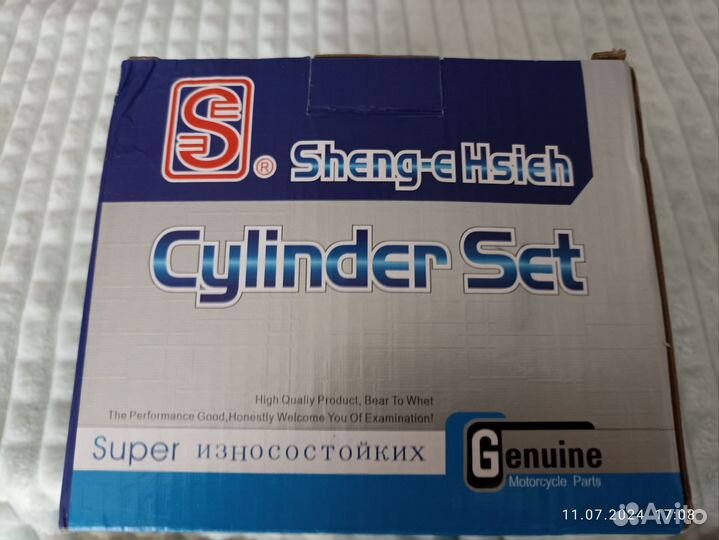 S E
®
Sheng-e Hsieh
Cylinder Set
High Qually Product, Bear To Whet
The Performance Good,Honestly Welcome You Of Examination!
Super износостойких
Genuine
Motorcycle Parts
11.07.2024 17:08
Avito